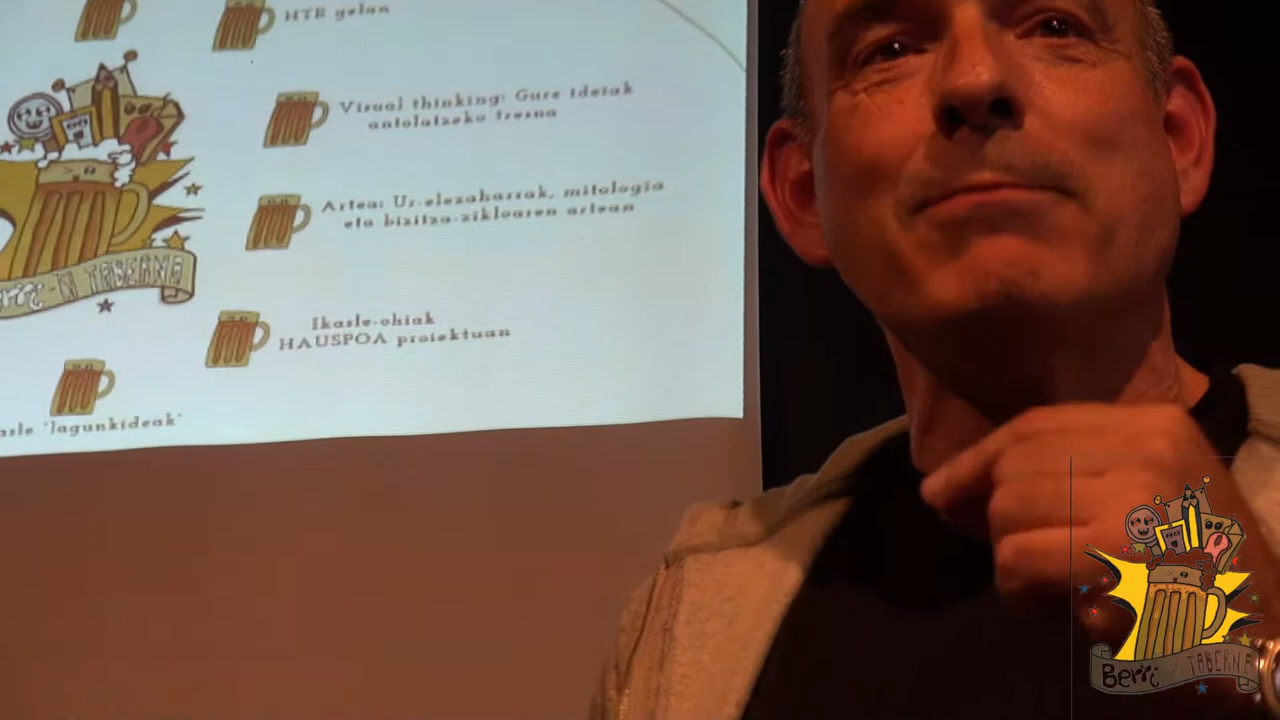 HTR gelan
Visual thinking: Gure ideiak
antolatzeko tresna
Artea: Ur-elezaharrak, mitologia
eta bizitza-zikloaren artean
TABERNA
Ikasle-ohiak
HAUSPOA proiektuan
'lagunkideak'
Berri
TABERNA